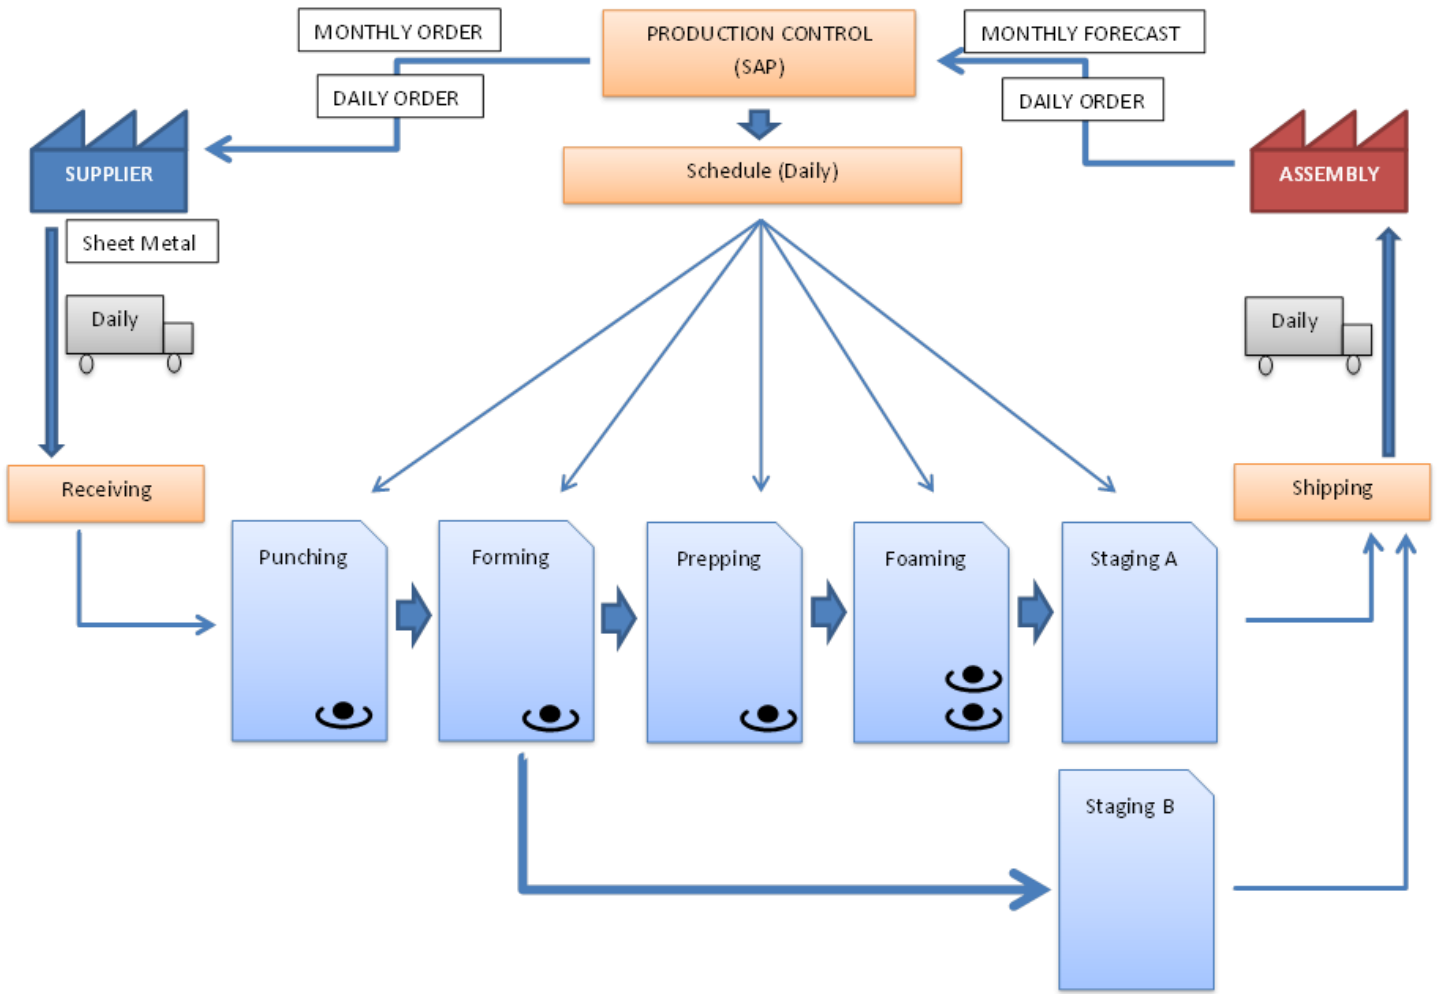 MONTHLY ORDER
PRODUCTION CONTROL
(SAP)
MONTHLY FORECAST
DAILY ORDER
DAILY ORDER
SUPPLIER
Schedule (Daily)
ASSEMBLY
Sheet Metal
Daily
Daily
Receiving
Shipping
Punching
Forming
Prepping
Foaming
Staging A
Staging B